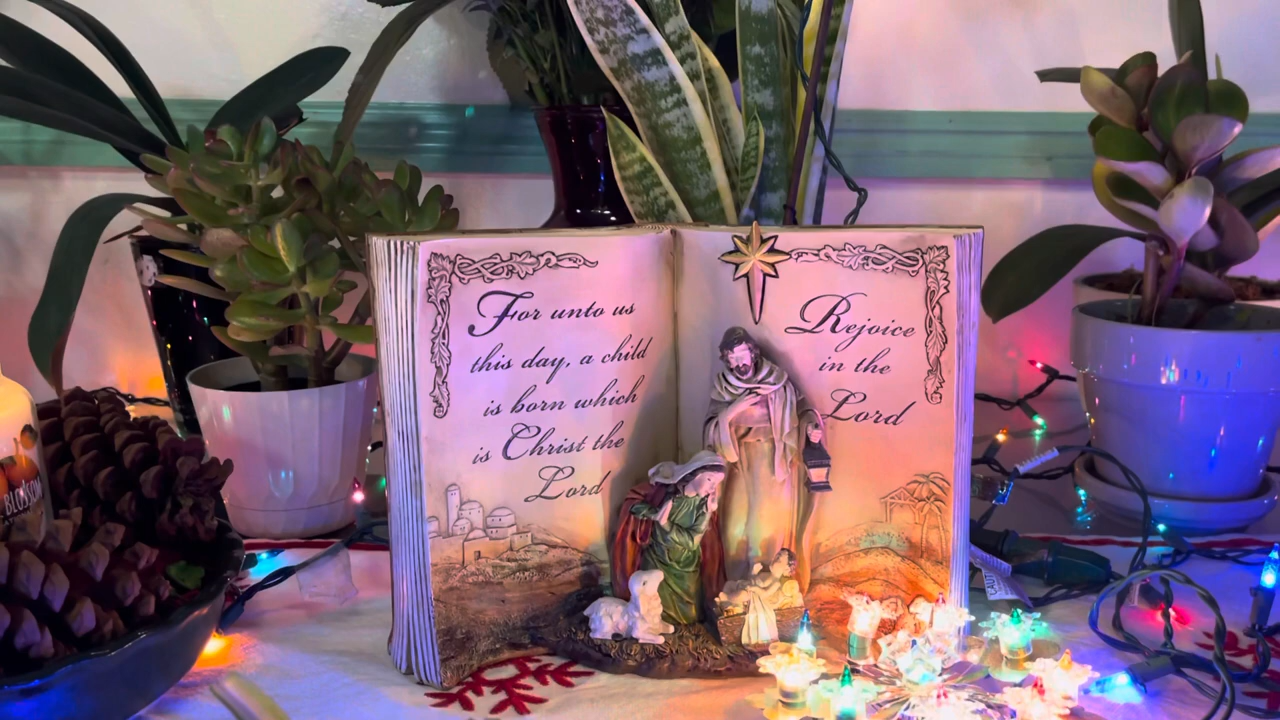 For unto us
this day, a child
is born which
is Christ the
Lord
Rejoice
in the
Lord
BLOSSOM